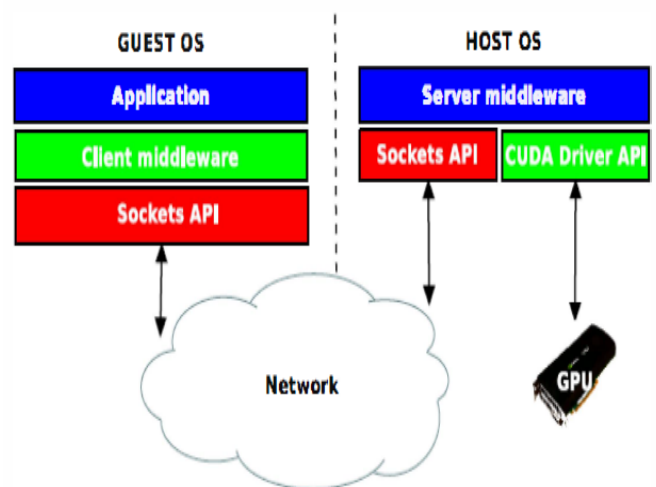 GUEST OS
HOST OS
Application
Server middleware
Client middleware
Sockets API
CUDA Driver API
Sockets API
Network
GPU